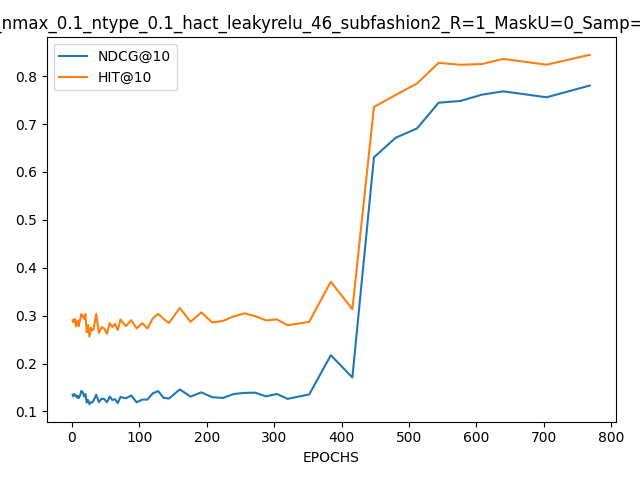 _nmax_0.1_ntype_0.1_hact_leakyrelu_46_subfashion2_R=1_MaskU=0_Samp=
NDCG@10
HIT@10
0.8
0.7
0.6
0.5
0.4
0.3
0.2
0.1
0 100 200 300 400 500 600 700 800
EPOCHS